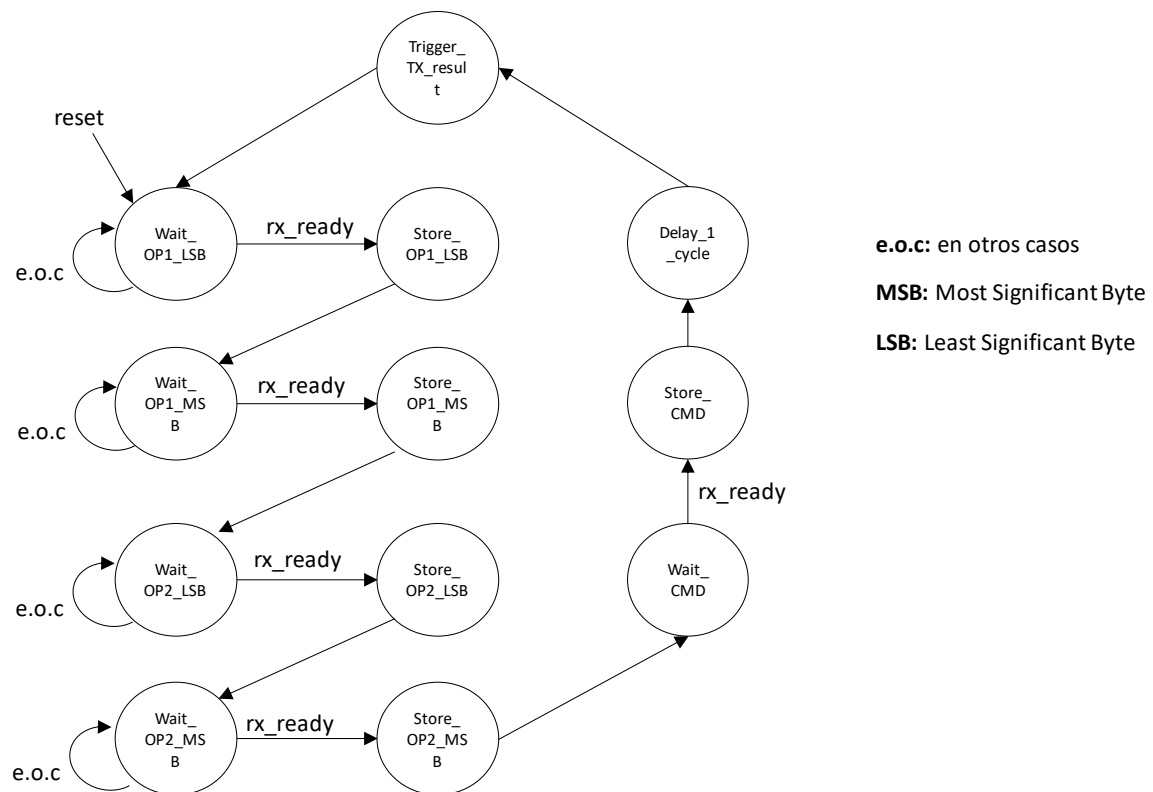 Trigger_
TX_resul
t
reset
Wait_
OP1_LSB
rx_ready
Store_
OP1_LSB
e.o.c
Delay_1
_cycle
e.o.c: en otros casos
MSB: Most Significant Byte
LSB: Least Significant Byte
Wait_
OP1_MS
B
rx_ready
Store_
OP1_MS
B
e.o.c
Store_
CMD
rx_ready
Wait_
OP2_LSB
rx_ready
Store_
OP2_LSB
e.o.c
Wait_
CMD
Wait_
OP2_MS
B
rx_ready
Store_
OP2_MS
B
e.o.c